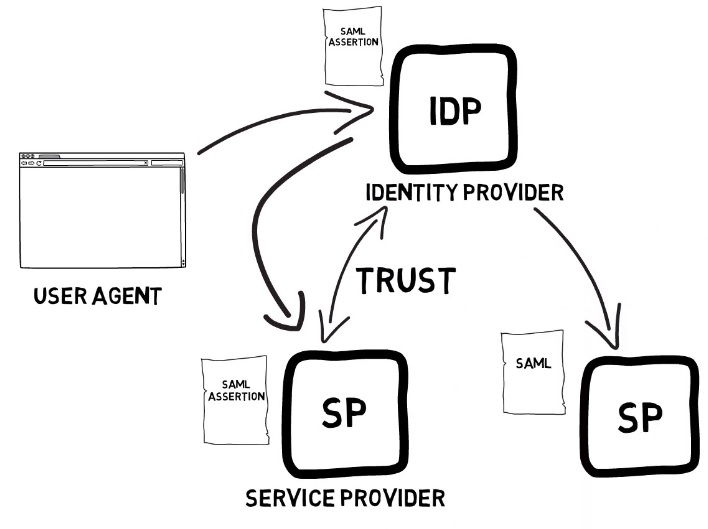 SAML
ASSERTION
IDP
IDENTITY PROVIDER
USER AGENT
TRUST
SAML
ASSERTION
SP
SERVICE PROVIDER
SAML
SP